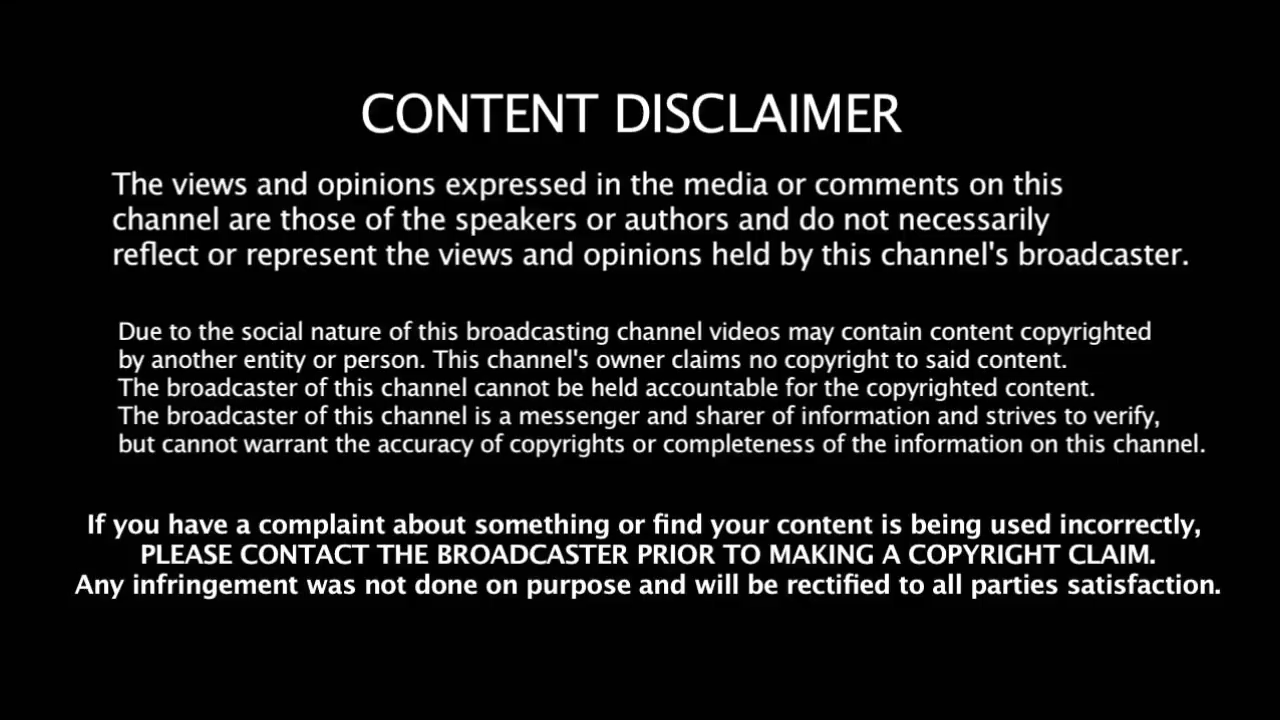 CONTENT DISCLAIMER
The views and opinions expressed in the media or comments on this
channel are those of the speakers or authors and do not necessarily
reflect or represent the views and opinions held by this channel's broadcaster.
Due to the social nature of this broadcasting channel videos may contain content copyrighted
by another entity or person. This channel's owner claims no copyright to said content.
The broadcaster of this channel cannot be held accountable for the copyrighted content.
The broadcaster of this channel is a messenger and sharer of information and strives to verify,
but cannot warrant the accuracy of copyrights or completeness of the information on this channel.
If you have a complaint about something or find your content is being used incorrectly,
PLEASE CONTACT THE BROADCASTER PRIOR TO MAKING A COPYRIGHT CLAIM.
Any infringement was not done on purpose and will be rectified to all parties satisfaction.